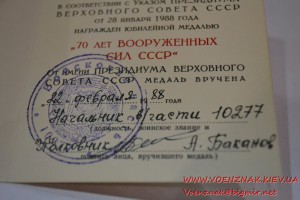 В СООТВЕТСТВИИ С УКАЗОМ ПРЕЗИДИУМА
ВЕРХОВНОГО СОВЕТА СССР
ОТ 28 ЯНВАРЯ 1988 ГОДА
НАГРАЖДЕН ЮБИЛЕЙНОЙ МЕДАЛЬЮ
"70 ЛЕТ ВООРУЖЕННЫХ
СИЛ СССР"
ОТ ИМЕНИ ПРЕЗИДИУМА ВЕРХОВНОГО
СОВЕТА СССР МЕДАЛЬ ВРУЧЕНА
22 февраля 19 88 года
Начальник в/части 10277
(должность, воинское звание и
Полковник А. Баканов
лица, вручившего медаль)
WWW.VOENZNAK-KIEV.UA